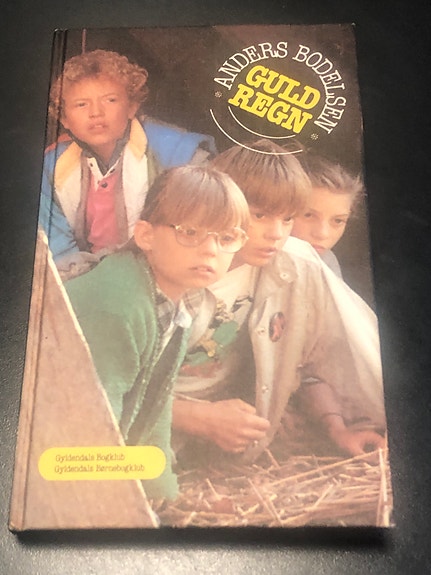 ANDERS BODELSEN
GULD
REGN
Gyldendals Bogklub
Gyldendals Børnebogklub